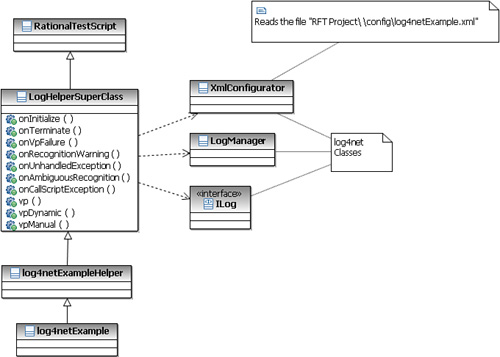 Reads the file "RFT Project\ \config\log4netExample.xml"
RationalTestScript
LogHelperSuperClass
onInitialize ( )
onTerminate ( )
onVpFailure ( )
onRecognitionWarning ( )
onUnhandledException ( )
onAmbiguousRecognition ( )
onCallScriptException ( )
vp ( )
vpDynamic ( )
vpManual ( )
XmlConfigurator
LogManager
log4net
Classes
«interface»
ILog
log4netExampleHelper
log4netExample